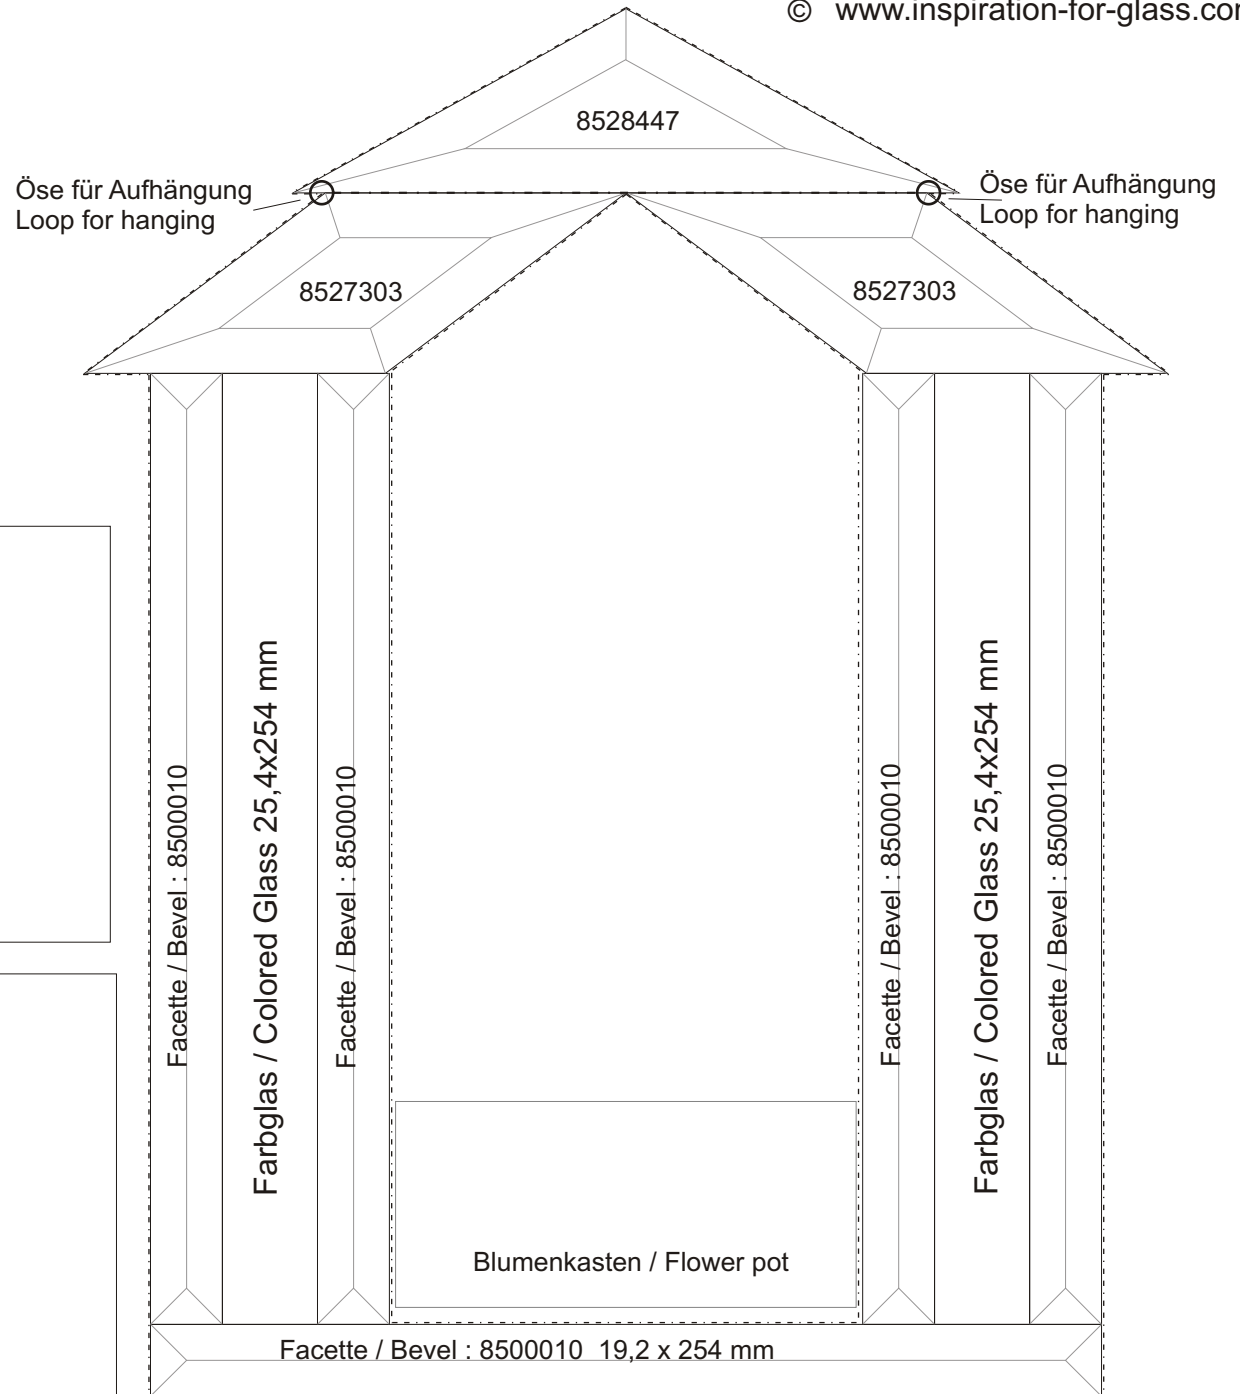 © www.inspiration-for-glass.com
8528447
Öse für Aufhängung
Loop for hanging
Öse für Aufhängung
Loop for hanging
8527303
8527303
Facette / Bevel : 8500010
Farbglas / Colored Glass 25,4x254 mm
Facette / Bevel : 8500010
Facette / Bevel : 8500010
Farbglas / Colored Glass 25,4x254 mm
Facette / Bevel : 8500010
Blumenkasten / Flower pot
Facette / Bevel : 8500010 19,2 x 254 mm